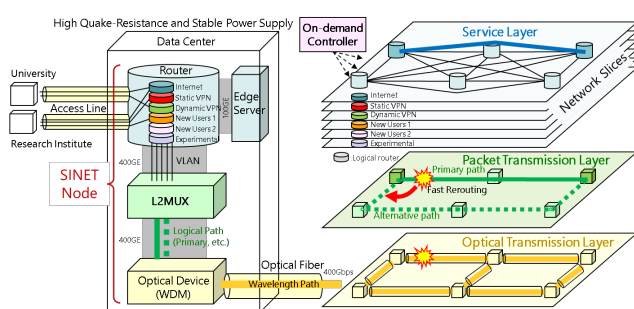 High Quake-Resistance and Stable Power Supply
Data Center
University
Access Line
Research Institute
Router
Internet
Static VPN
Dynamic VPN
New Users 1
New Users 2
Experimental
100GE
Edge
Server
SINET
Node
400GE
VLAN
L2MUX
400GE
Logical Path
(Primary, etc.)
Optical Device
(WDM)
Optical Fiber
Wavelength Path
400Gbps
On-demand
Controller
Service Layer
Network Slices
Internet
Static VPN
Dynamic VPN
New Users 1
New Users 2
Experimental
Logical router
Packet Transmission Layer
Primary path
Fast Rerouting
Alternative path
Optical Transmission Layer